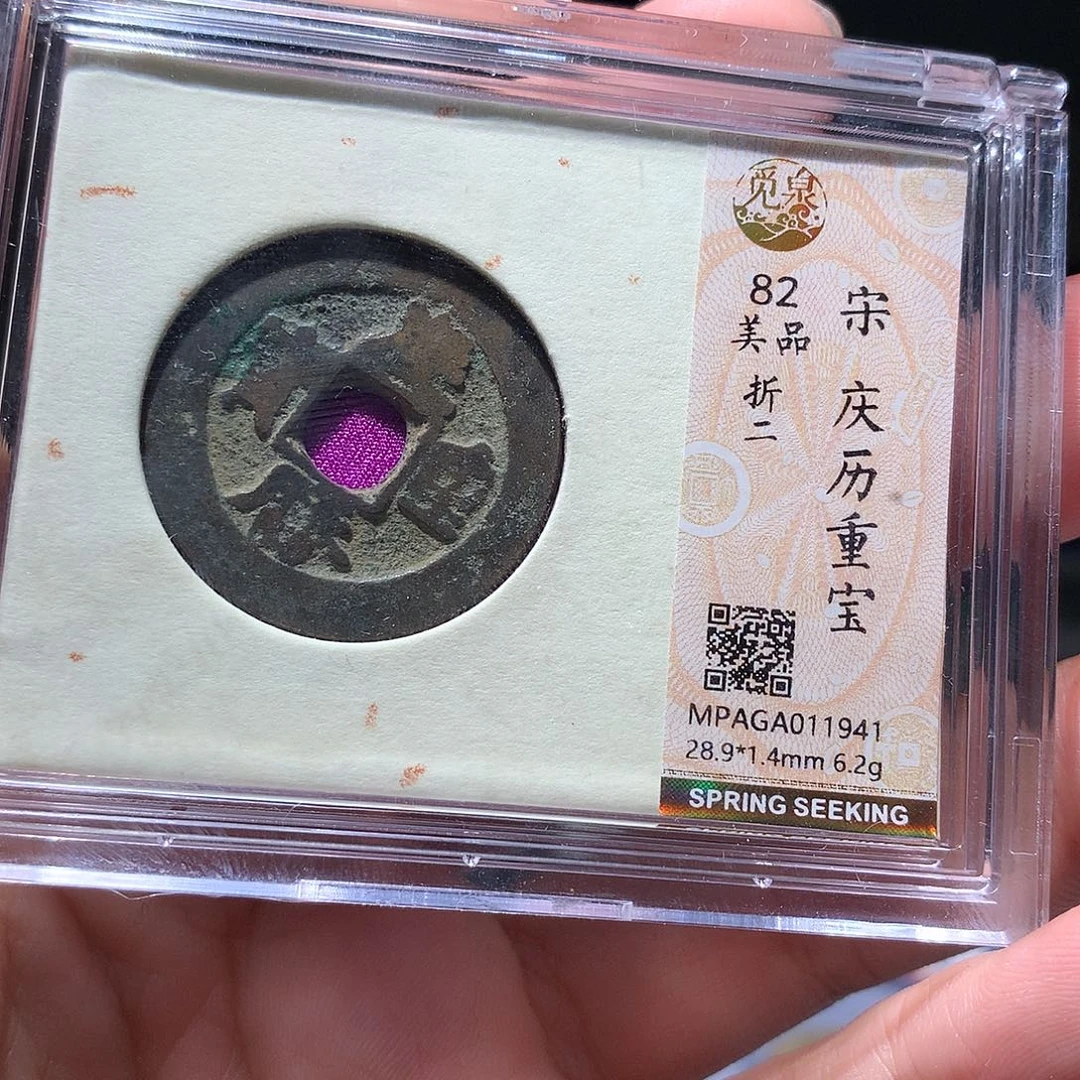 觅泉
宋 庆历重宝
82
美品
折二
MPAGA011941
28.9*1.4mm 6.2g
SPRING SEEKING